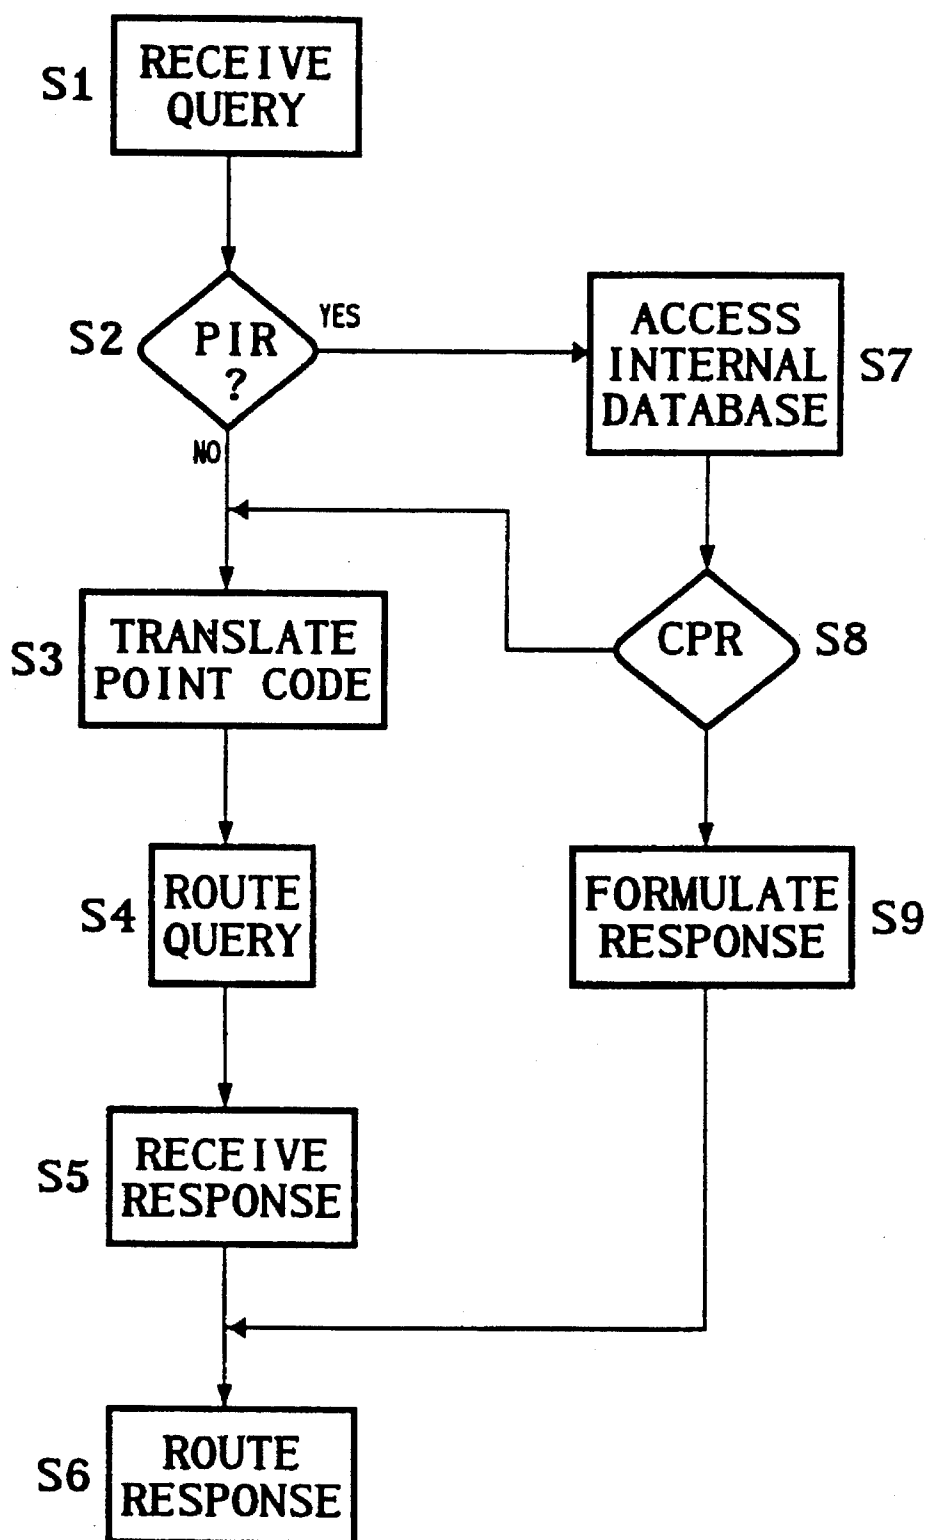 S1
RECEIVE
QUERY
S2
PIR
?
YES
NO
ACCESS
INTERNAL
DATABASE
S7
S3
TRANSLATE
POINT CODE
CPR
S8
S4
ROUTE
QUERY
FORMULATE
RESPONSE
S9
S5
RECEIVE
RESPONSE
S6
ROUTE
RESPONSE